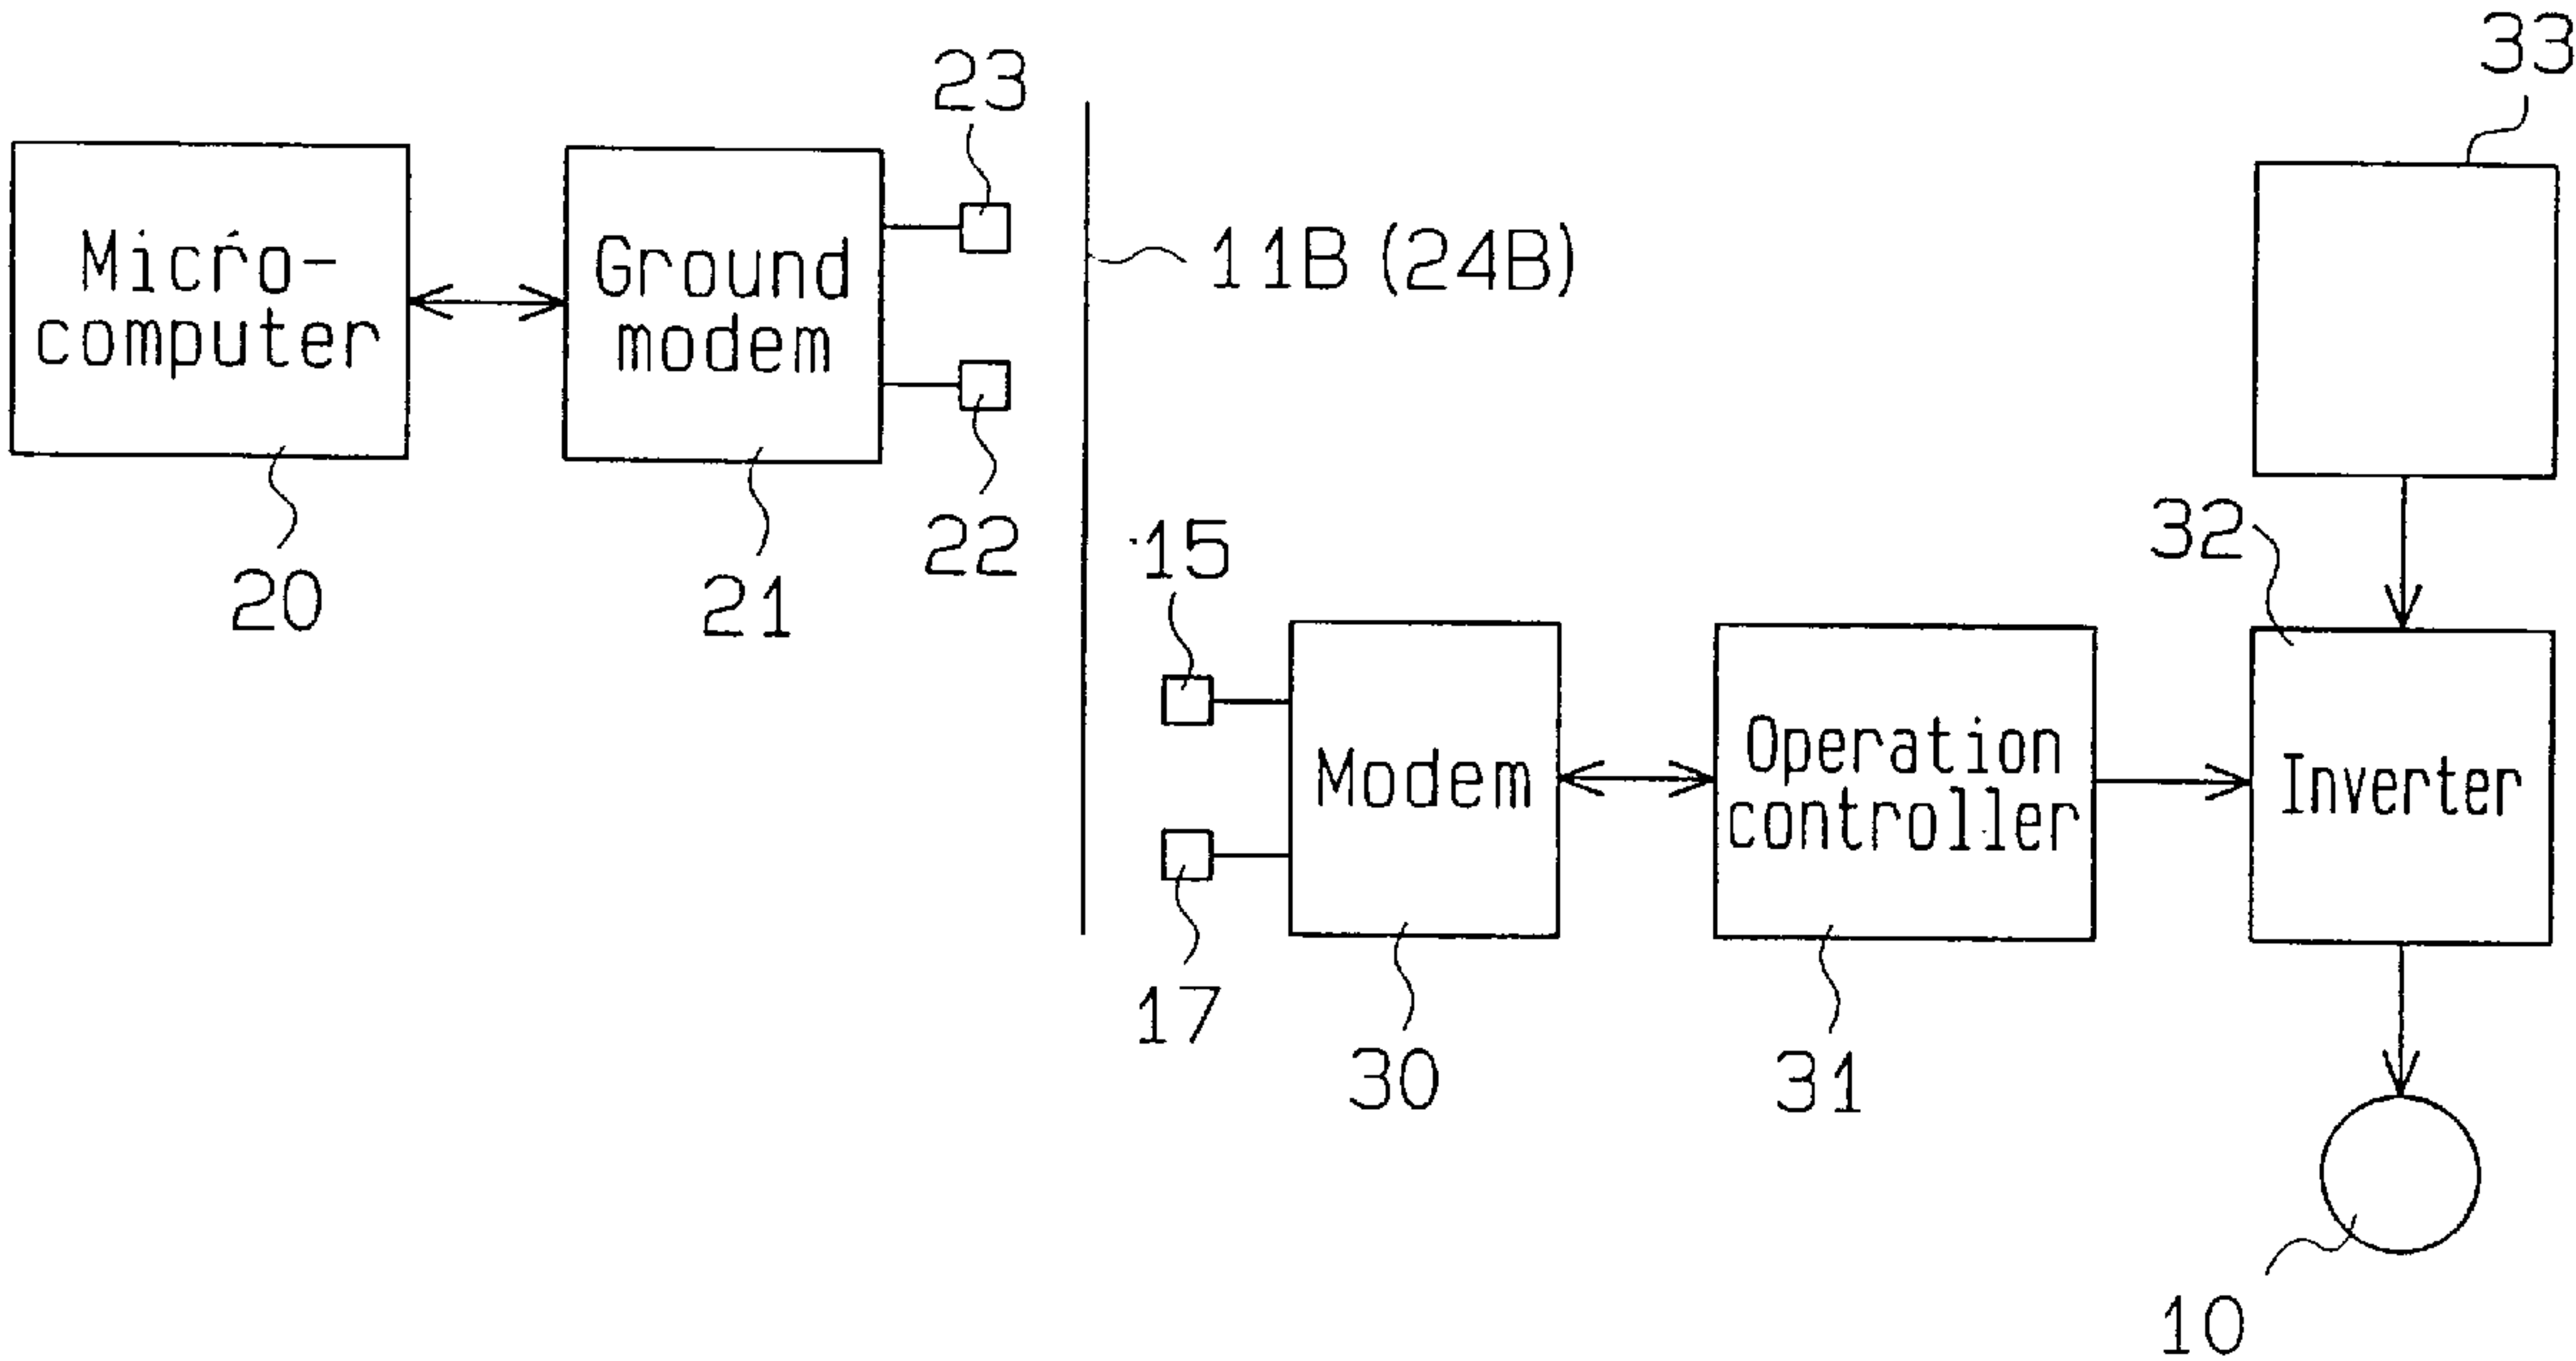 33
23
Micro-
computer
Ground
modem
11B (24B)
22
20
21
15
32
Modem
Operation
controller
Inverter
17
30
31
10